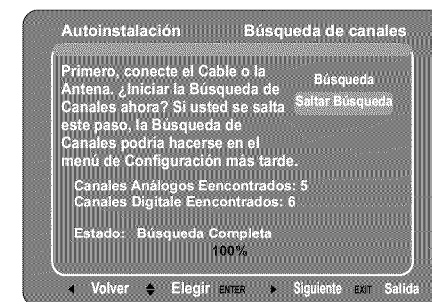 Autoinstalación Búsqueda de canales
Primero, conecte el Cable o la
Antena. ¿Iniciar la Búsqueda de
Canales ahora? Si usted se salta
este paso, la Búsqueda de
Canales podría hacerse en el
menú de Configuración más tarde.
Búsqueda
Saltar Búsqueda
Canales Análogos Eencontrados: 5
Canales Digitale Eencontrados: 6
Estado: Búsqueda Completa
100%
Volver Elegir ENTER Siguiente EXIT Salida